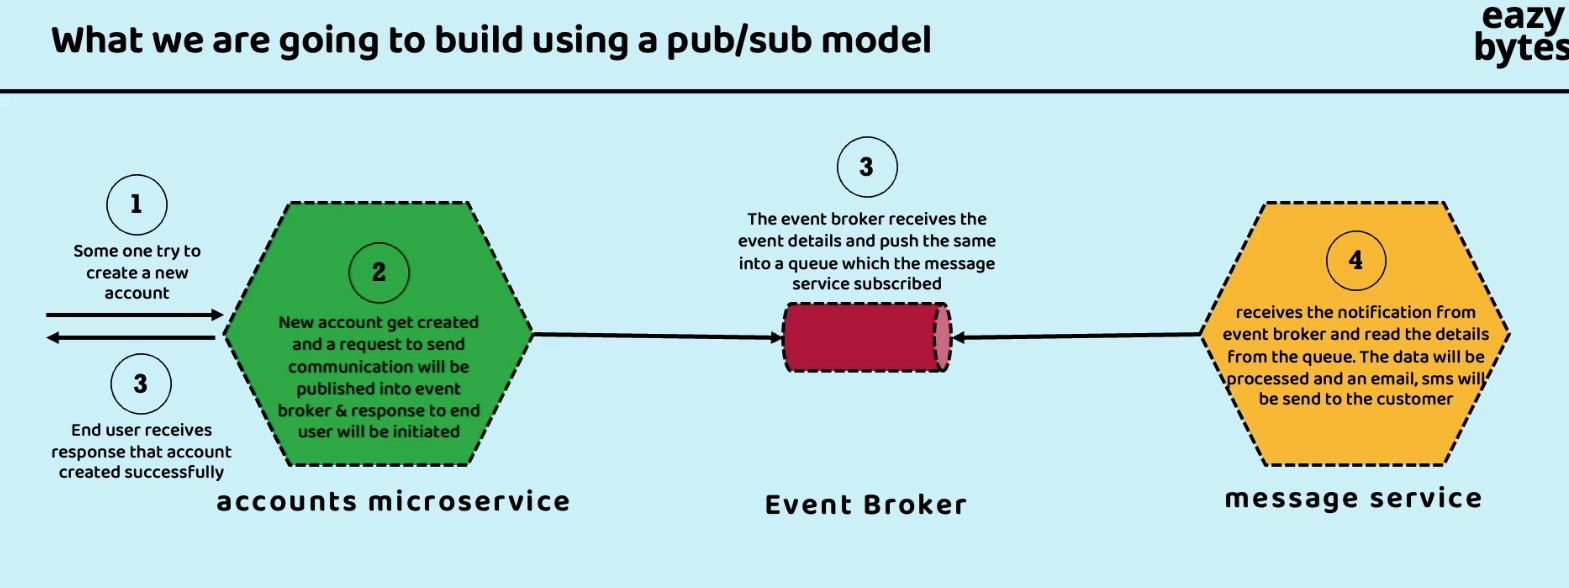 What we are going to build using a pub/sub model
eazy
bytes
1
Some one try to
create a new
account
3
End user receives
response that account
created successfully
2
New account get created
and a request to send
communication will be
published into event
broker & response to end
user will be initiated
accounts microservice
3
The event broker receives the
event details and push the same
into a queue which the message
service subscribed
Event Broker
4
receives the notification from
event broker and read the details
from the queue. The data will be
processed and an email, sms will
be send to the customer
message service